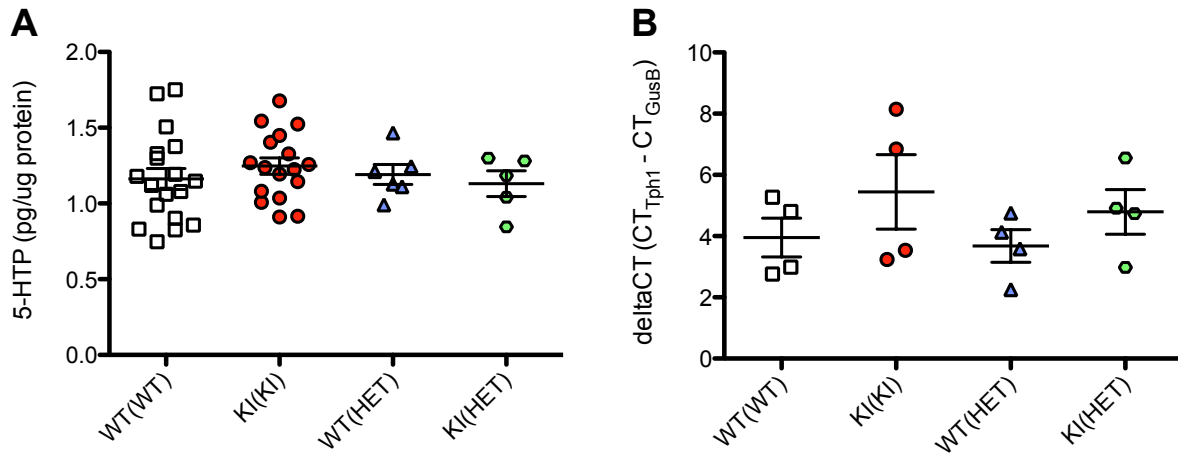 A
5-HTP (pg/ug protein)
2.0
1.5
1.0
0.5
0.0
WT(WT)
KI(KI)
WT(HET)
KI(HET)
B
deltaCT (CT_Tph1 - CT_GusB)
10
8
6
4
2
0
WT(WT)
KI(KI)
WT(HET)
KI(HET)